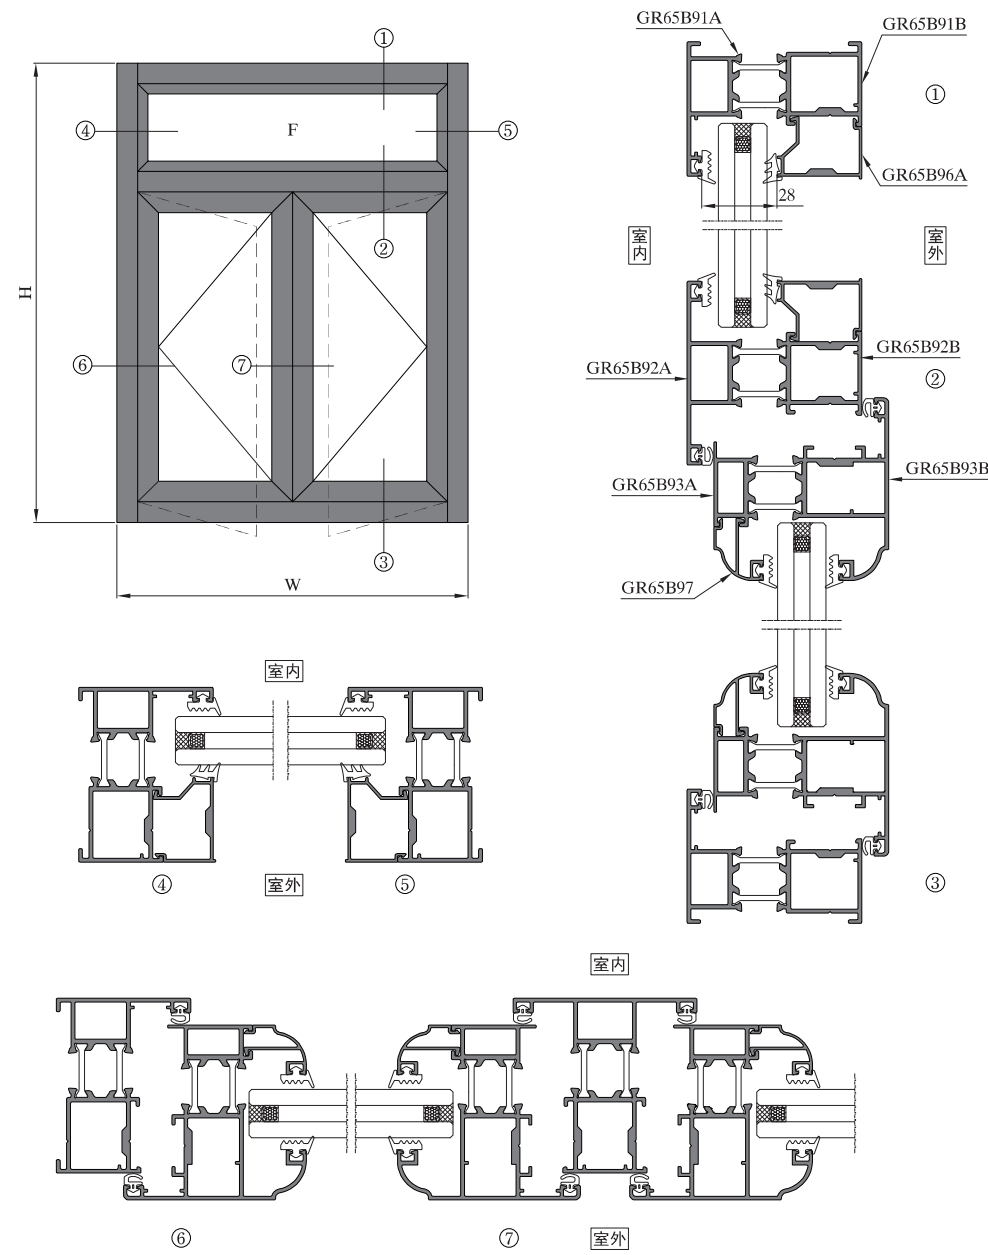 ①
④ F ⑤
②
H
⑥ ⑦
③
W
GR65B91A
GR65B91B
①
GR65B96A
28
室内
室外
GR65B92B
GR65B92A
②
GR65B93B
GR65B93A
GR65B97
③
室内
④ 室外 ⑤
室内
⑥ ⑦ 室外